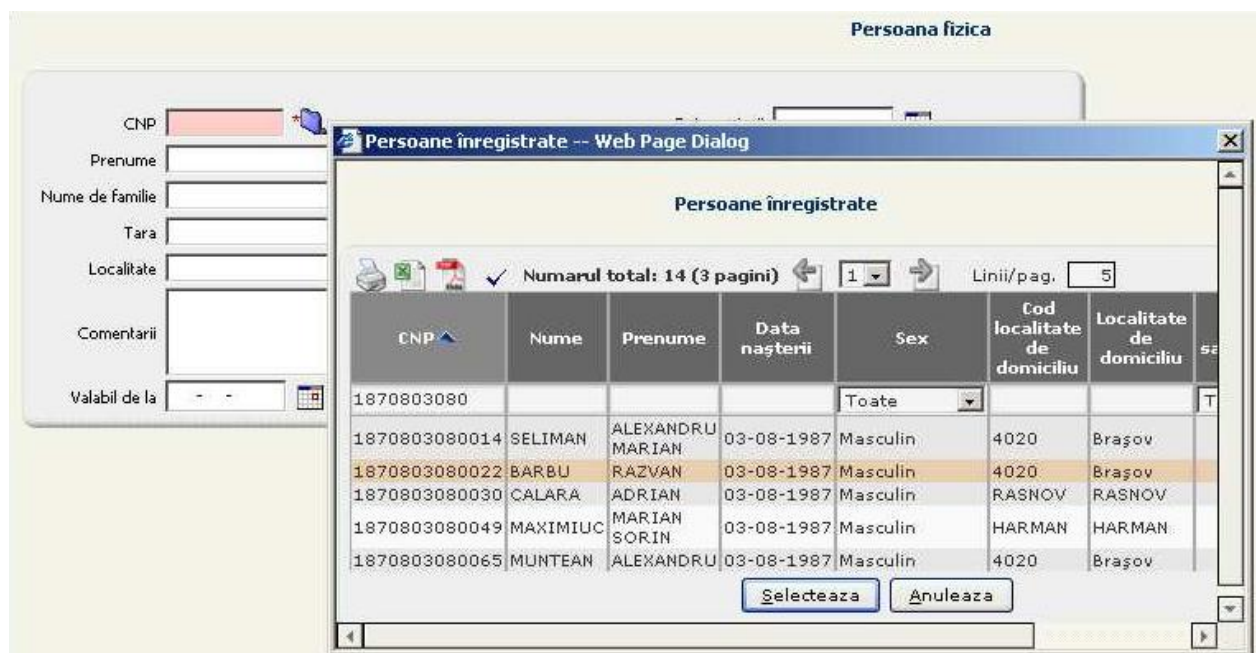 Persoana fizica
CNP *
Prenume
Nume de familie
Tara
Localitate
Comentarii
Valabil de la - -
Persoane înregistrate -- Web Page Dialog
Persoane înregistrate
Numarul total: 14 (3 pagini) 1 Linii/pag. 5
CNP Nume Prenume Data naşterii Sex Cod localitate de domiciliu Localitate de domiciliu
1870803080 Toate T
1870803080014 SELIMAN ALEXANDRU MARIAN 03-08-1987 Masculin 4020 Braşov
1870803080022 BARBU RAZVAN 03-08-1987 Masculin 4020 Braşov
1870803080030 CALARA ADRIAN 03-08-1987 Masculin RASNOV RASNOV
1870803080049 MAXIMIUC MARIAN SORIN 03-08-1987 Masculin HARMAN HARMAN
1870803080065 MUNTEAN ALEXANDRU 03-08-1987 Masculin 4020 Braşov
Selecteaza Anuleaza